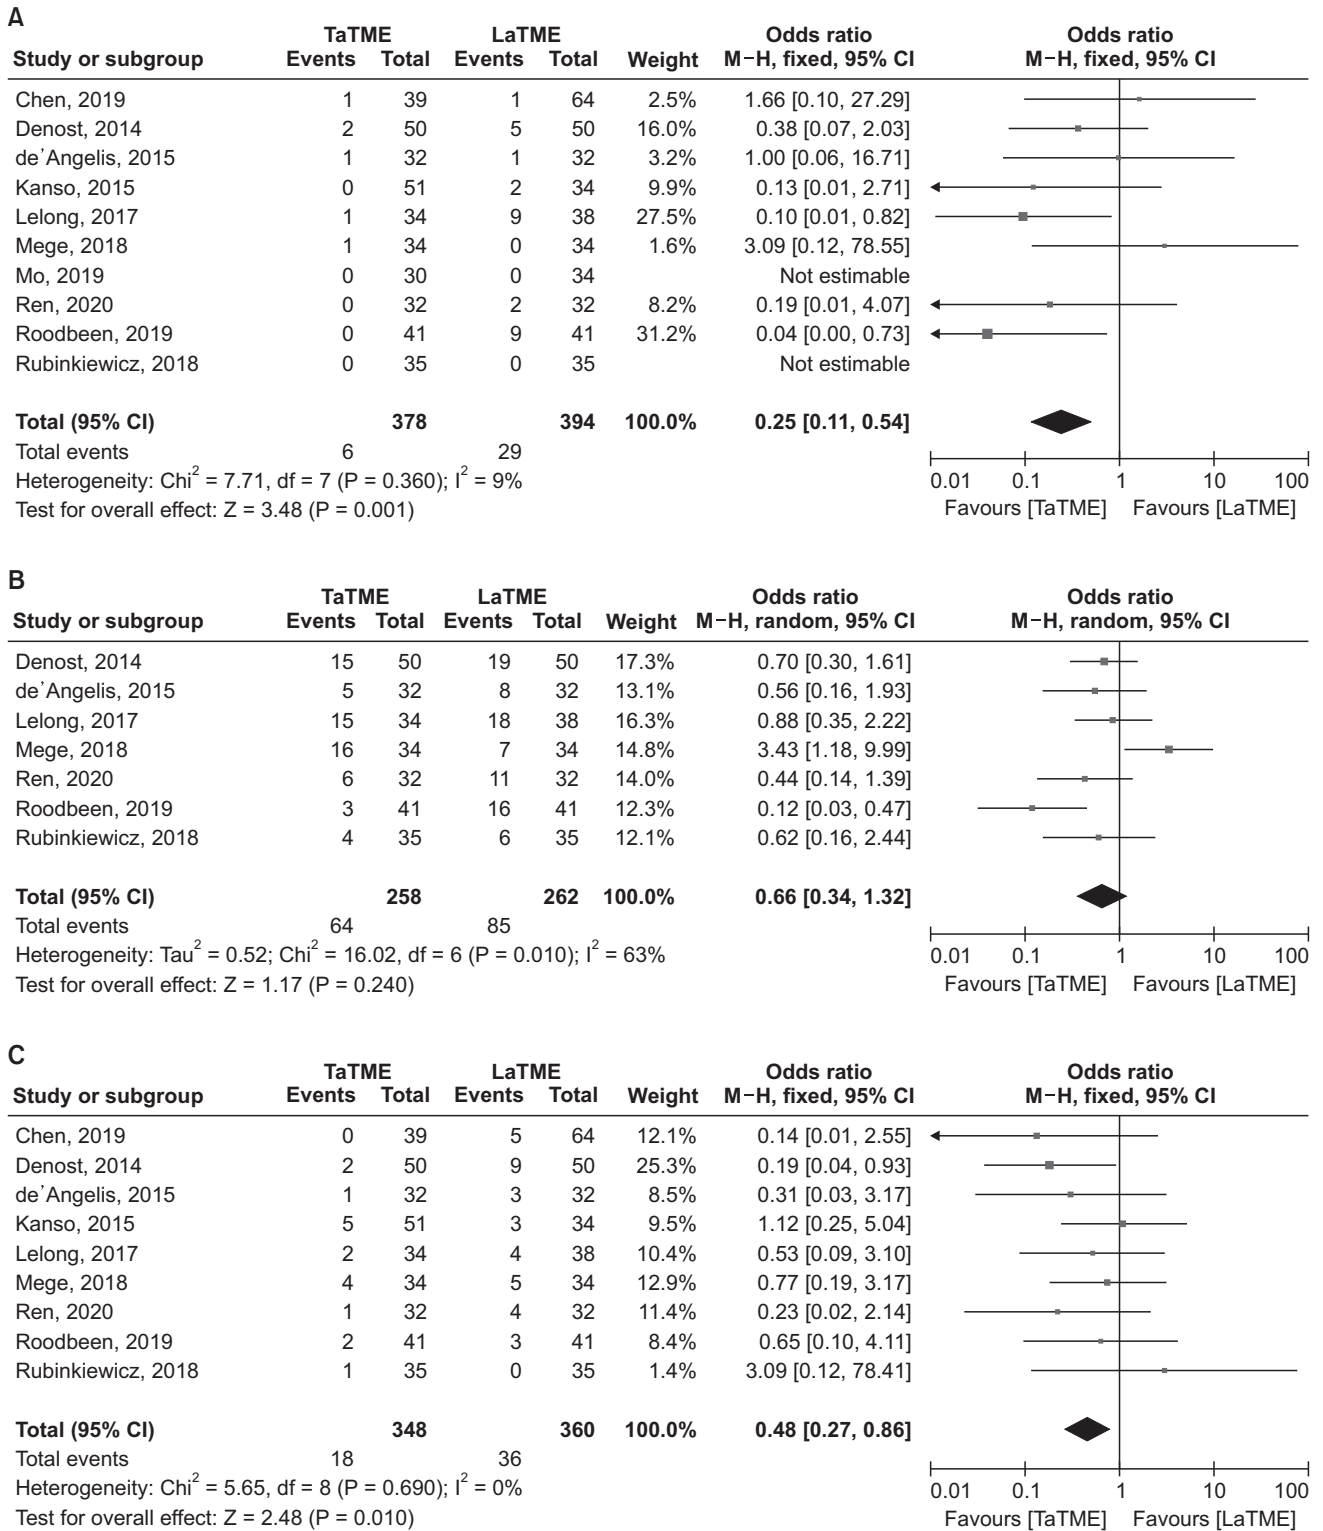 A
TaTME LaTME Odds ratio Odds ratio
Study or subgroup Events Total Events Total Weight M−H, fixed, 95% CI M−H, fixed, 95% CI
Chen, 2019 1 39 1 64 2.5% 1.66 [0.10, 27.29]
Denost, 2014 2 50 5 50 16.0% 0.38 [0.07, 2.03]
de’Angelis, 2015 1 32 1 32 3.2% 1.00 [0.06, 16.71]
Kanso, 2015 0 51 2 34 9.9% 0.13 [0.01, 2.71]
Lelong, 2017 1 34 9 38 27.5% 0.10 [0.01, 0.82]
Mege, 2018 1 34 0 34 1.6% 3.09 [0.12, 78.55]
Mo, 2019 0 30 0 34 Not estimable
Ren, 2020 0 32 2 32 8.2% 0.19 [0.01, 4.07]
Roodbeen, 2019 0 41 9 41 31.2% 0.04 [0.00, 0.73]
Rubinkiewicz, 2018 0 35 0 35 Not estimable
Total (95% CI) 378 394 100.0% 0.25 [0.11, 0.54]
Total events 6 29
Heterogeneity: Chi² = 7.71, df = 7 (P = 0.360); I² = 9%
0.01 0.1 1 10 100
Test for overall effect: Z = 3.48 (P = 0.001)
Favours [TaTME] Favours [LaTME]
B
TaTME LaTME Odds ratio Odds ratio
Study or subgroup Events Total Events Total Weight M−H, random, 95% CI M−H, random, 95% CI
Denost, 2014 15 50 19 50 17.3% 0.70 [0.30, 1.61]
de’Angelis, 2015 5 32 8 32 13.1% 0.56 [0.16, 1.93]
Lelong, 2017 15 34 18 38 16.3% 0.88 [0.35, 2.22]
Mege, 2018 16 34 7 34 14.8% 3.43 [1.18, 9.99]
Ren, 2020 6 32 11 32 14.0% 0.44 [0.14, 1.39]
Roodbeen, 2019 3 41 16 41 12.3% 0.12 [0.03, 0.47]
Rubinkiewicz, 2018 4 35 6 35 12.1% 0.62 [0.16, 2.44]
Total (95% CI) 258 262 100.0% 0.66 [0.34, 1.32]
Total events 64 85
Heterogeneity: Tau² = 0.52; Chi² = 16.02, df = 6 (P = 0.010); I² = 63%
0.01 0.1 1 10 100
Test for overall effect: Z = 1.17 (P = 0.240)
Favours [TaTME] Favours [LaTME]
C
TaTME LaTME Odds ratio Odds ratio
Study or subgroup Events Total Events Total Weight M−H, fixed, 95% CI M−H, fixed, 95% CI
Chen, 2019 0 39 5 64 12.1% 0.14 [0.01, 2.55]
Denost, 2014 2 50 9 50 25.3% 0.19 [0.04, 0.93]
de’Angelis, 2015 1 32 3 32 8.5% 0.31 [0.03, 3.17]
Kanso, 2015 5 51 3 34 9.5% 1.12 [0.25, 5.04]
Lelong, 2017 2 34 4 38 10.4% 0.53 [0.09, 3.10]
Mege, 2018 4 34 5 34 12.9% 0.77 [0.19, 3.17]
Ren, 2020 1 32 4 32 11.4% 0.23 [0.02, 2.14]
Roodbeen, 2019 2 41 3 41 8.4% 0.65 [0.10, 4.11]
Rubinkiewicz, 2018 1 35 0 35 1.4% 3.09 [0.12, 78.41]
Total (95% CI) 348 360 100.0% 0.48 [0.27, 0.86]
Total events 18 36
Heterogeneity: Chi² = 5.65, df = 8 (P = 0.690); I² = 0%
0.01 0.1 1 10 100
Test for overall effect: Z = 2.48 (P = 0.010)
Favours [TaTME] Favours [LaTME]